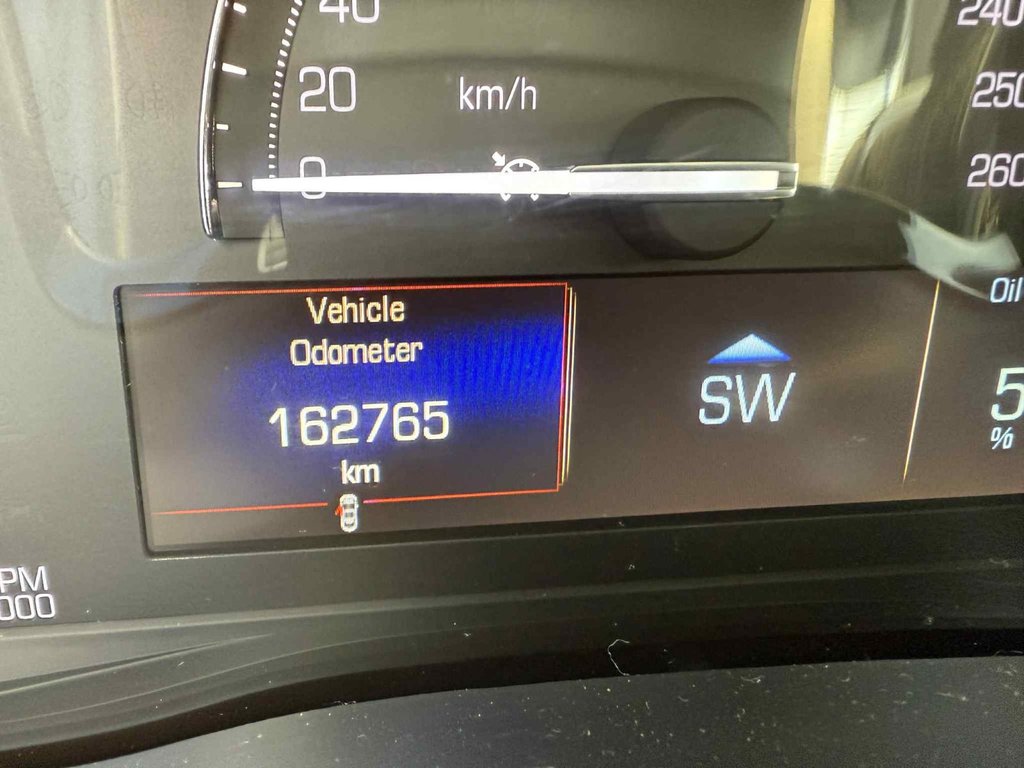 40
20
km/h
0
240
250
260
Vehicle
Odometer
162765
km
SW
Oil
5
%
PM
000